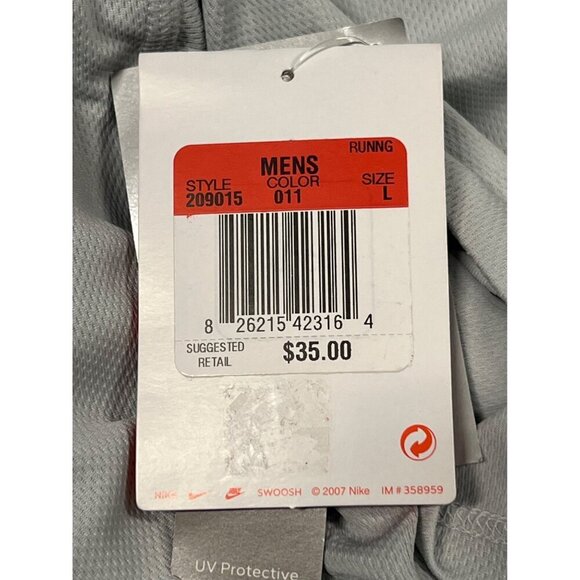 RUNNG
MENS
STYLE COLOR SIZE
209015 011 L
8 26215 42316 4
SUGGESTED
RETAIL $35.00
NIKE SWOOSH © 2007 Nike IM # 358959
UV Protective